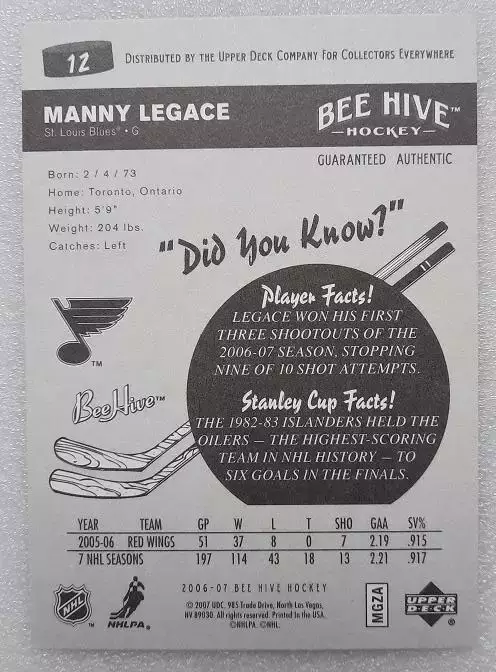 12
DISTRIBUTED BY THE UPPER DECK COMPANY FOR COLLECTORS EVERYWHERE
MANNY LEGACE
St. Louis Blues® • G
BEE HIVE™
—HOCKEY—
GUARANTEED AUTHENTIC
Born: 2 / 4 / 73
Home: Toronto, Ontario
Height: 5'9"
Weight: 204 lbs.
Catches: Left
"Did You Know?"
Player Facts!
LEGACE WON HIS FIRST
THREE SHOOTOUTS OF THE
2006-07 SEASON, STOPPING
NINE OF 10 SHOT ATTEMPTS.
Stanley Cup Facts!
THE 1982-83 ISLANDERS HELD THE
OILERS — THE HIGHEST-SCORING
TEAM IN NHL HISTORY — TO
SIX GOALS IN THE FINALS.
TM
BeeHive™
YEAR TEAM GP W L T SHO GAA SV%
2005-06 RED WINGS 51 37 8 0 7 2.19 .915
7 NHL SEASONS 197 114 43 18 13 2.21 .917
2006-07 BEE HIVE HOCKEY
© 2007 UDC. 985 Trade Drive, North Las Vegas,
NV 89030. All rights reserved. Printed in the USA.
©NHLPA. ©NHL.
NHL ™
NHLPA®
MGZA
UPPER
DECK ®